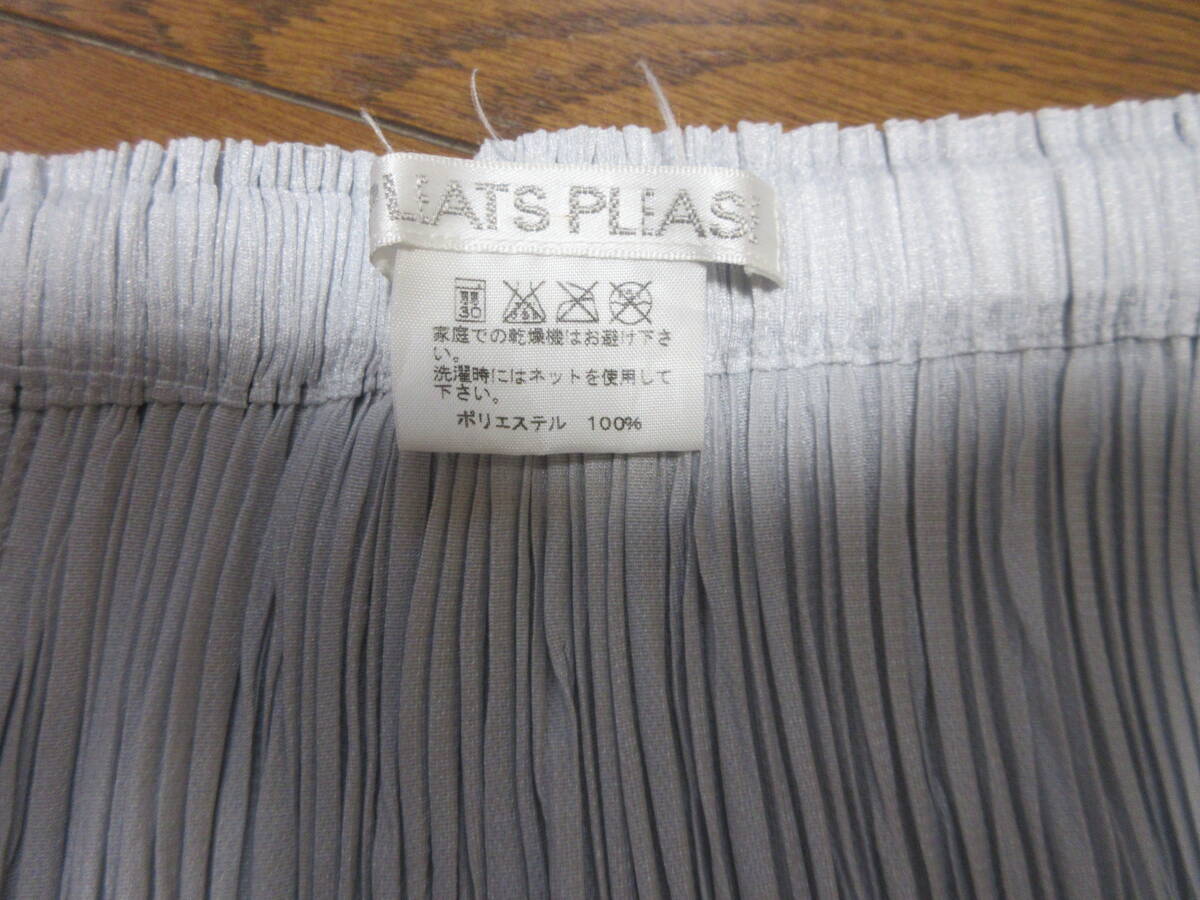 LEATS PLEAS
30
家庭での乾燥機はお避け下さ
い。
洗濯時にはネットを使用して
下さい。
ポリエステル 100%